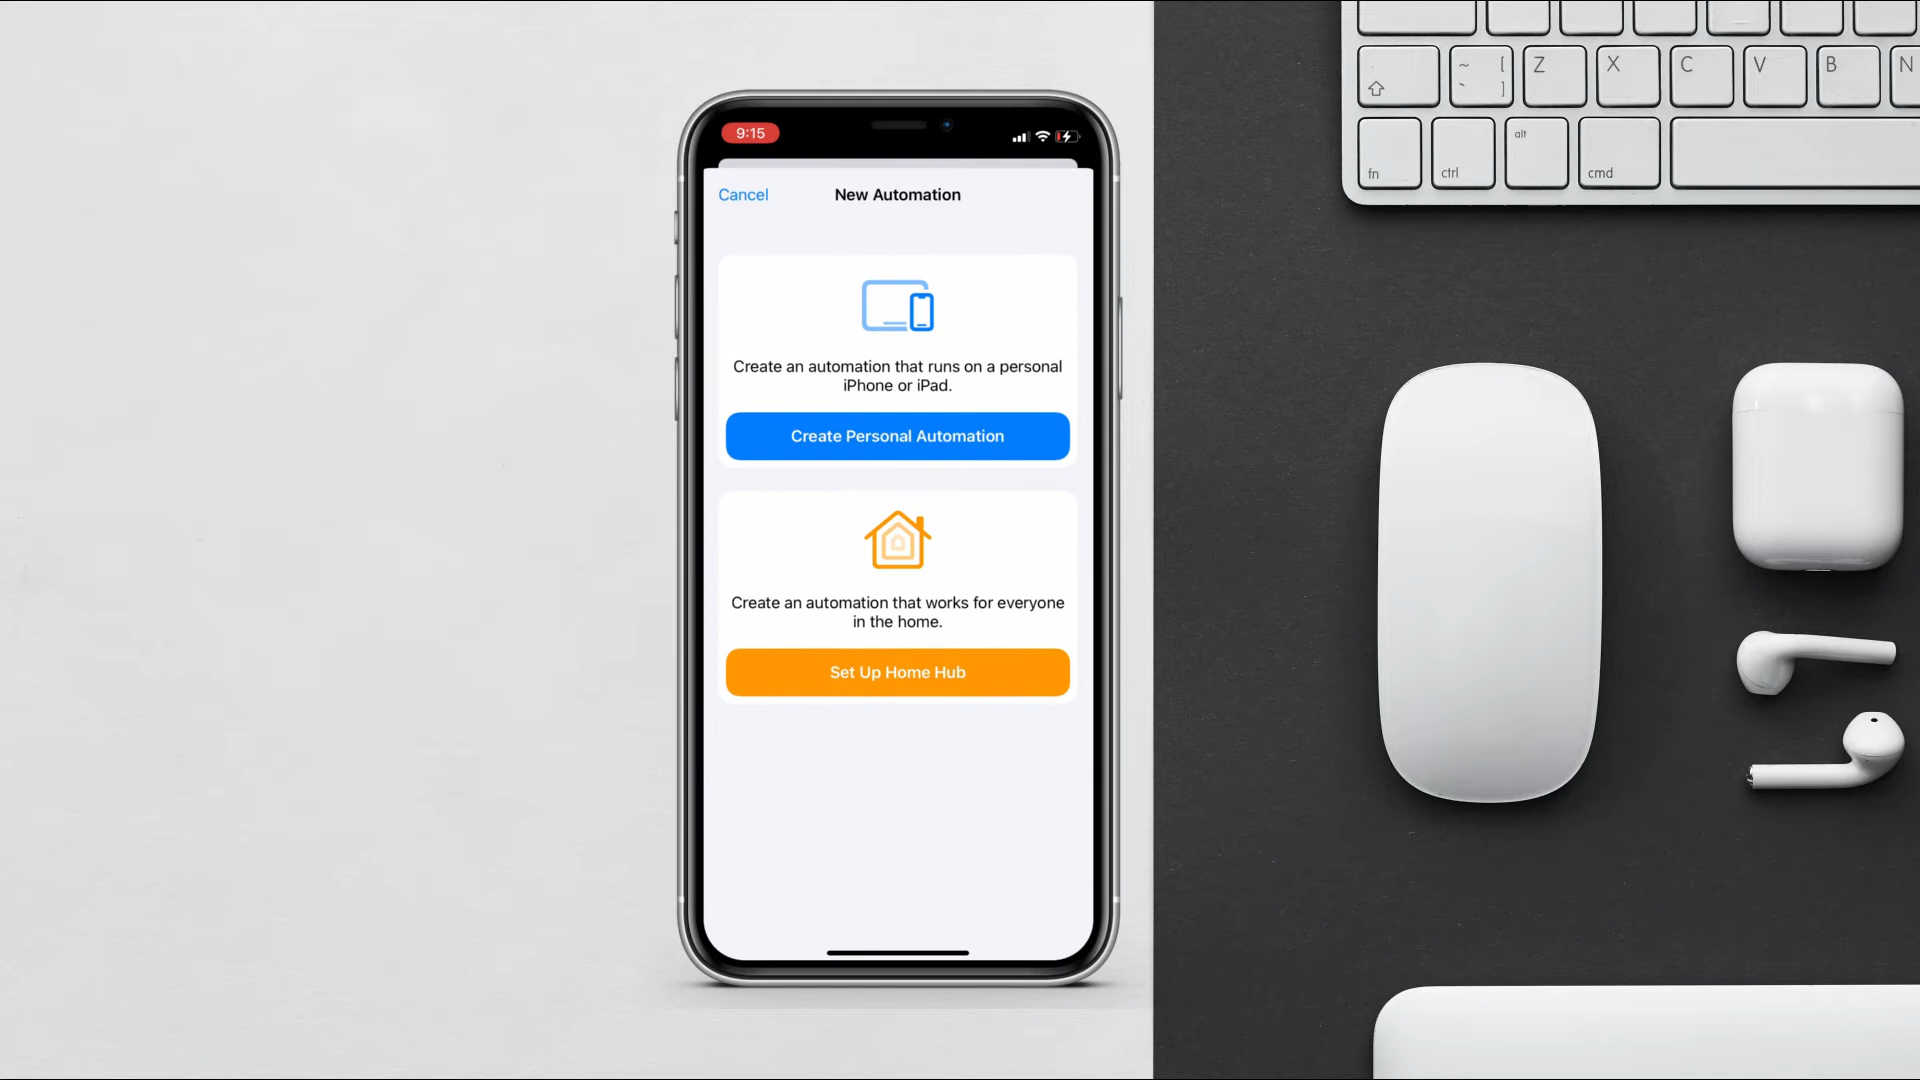 9:15
Cancel
New Automation
Create an automation that runs on a personal
iPhone or iPad.
Create Personal Automation
Create an automation that works for everyone
in the home.
Set Up Home Hub
~ [
` ]
Z
X
C
V
B
N
fn
ctrl
alt
cmd